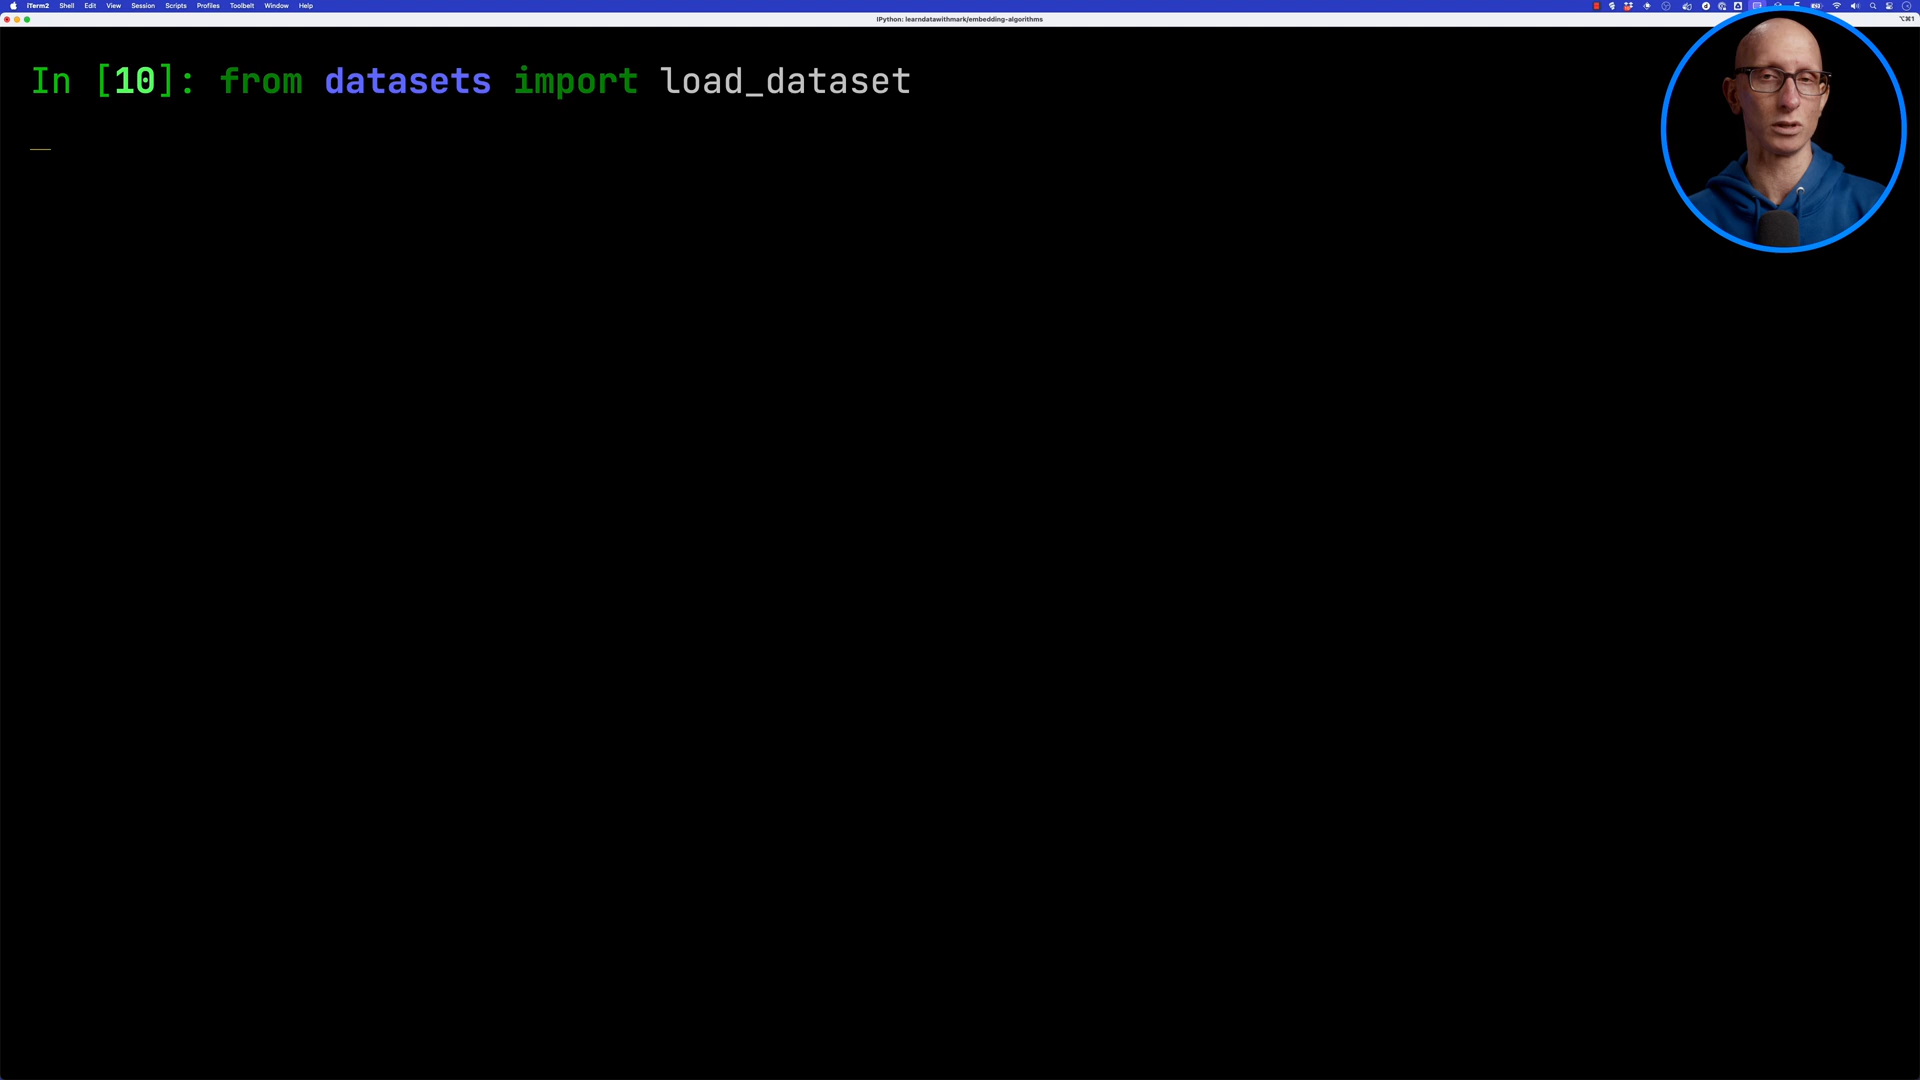 iTerm2 Shell Edit View Session Scripts Profiles Toolbelt Window Help
IPython: learndatawithmark/embedding-algorithms
⌥⌘1
In [10]: from datasets import load_dataset